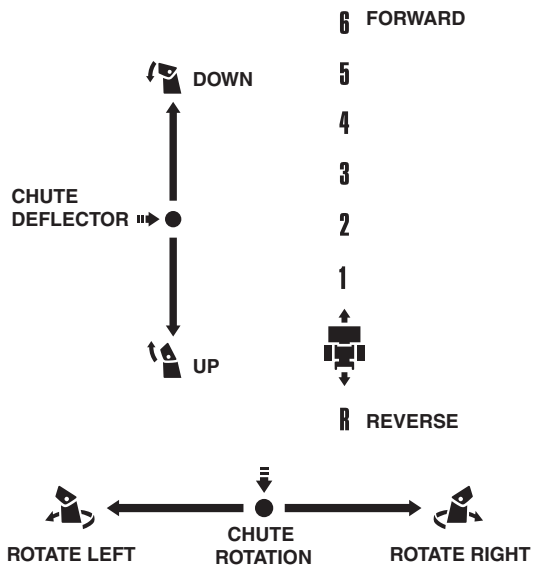 6 FORWARD
5
DOWN
4
3
CHUTE
DEFLECTOR
2
1
UP
R REVERSE
ROTATE LEFT
CHUTE
ROTATION
ROTATE RIGHT